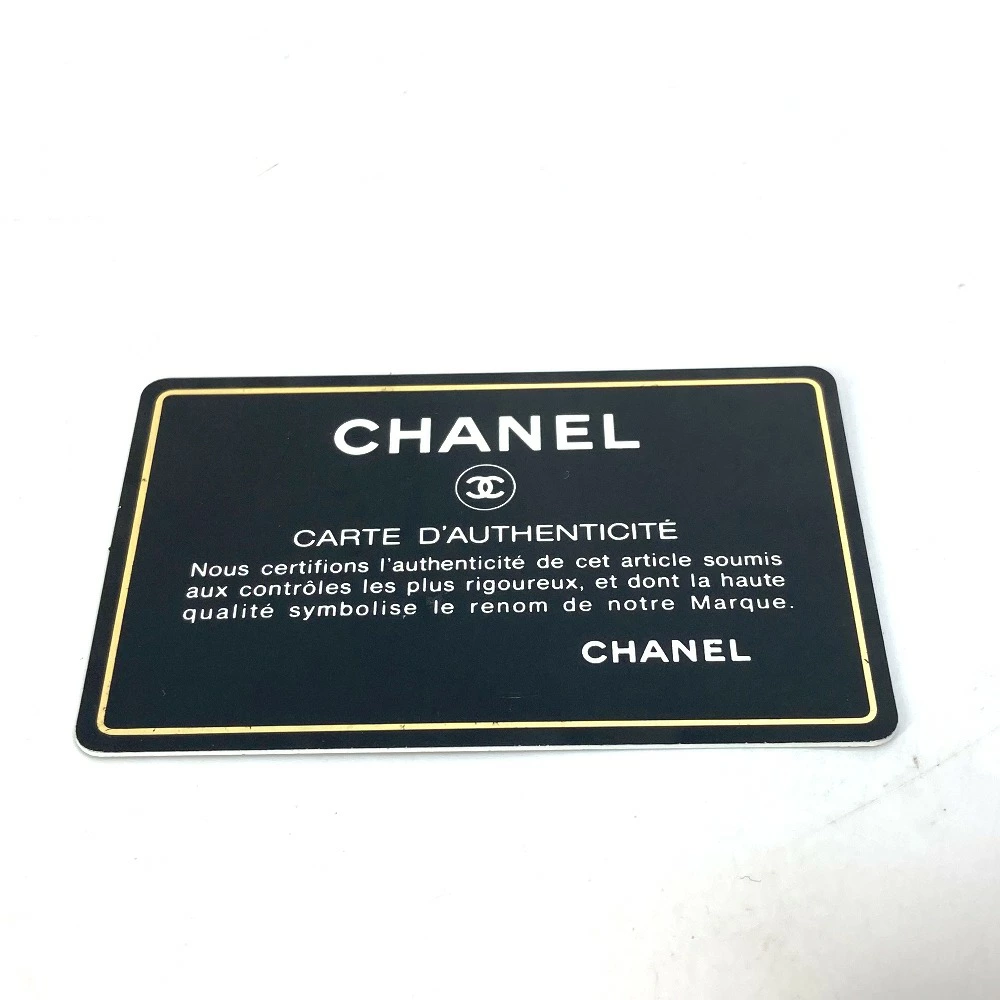 CHANEL
CARTE D'AUTHENTICITÉ
Nous certifions l'authenticité de cet article soumis
aux contrôles les plus rigoureux, et dont la haute
qualité symbolise le renom de notre Marque.
CHANEL